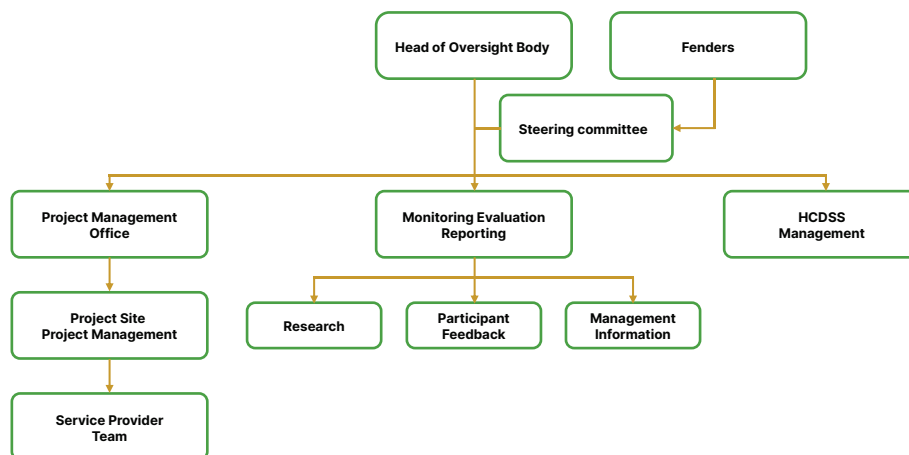 Head of Oversight Body
Fenders
Steering committee
Project Management
Office
Monitoring Evaluation
Reporting
HCDSS
Management
Project Site
Project Management
Research
Participant
Feedback
Management
Information
Service Provider
Team